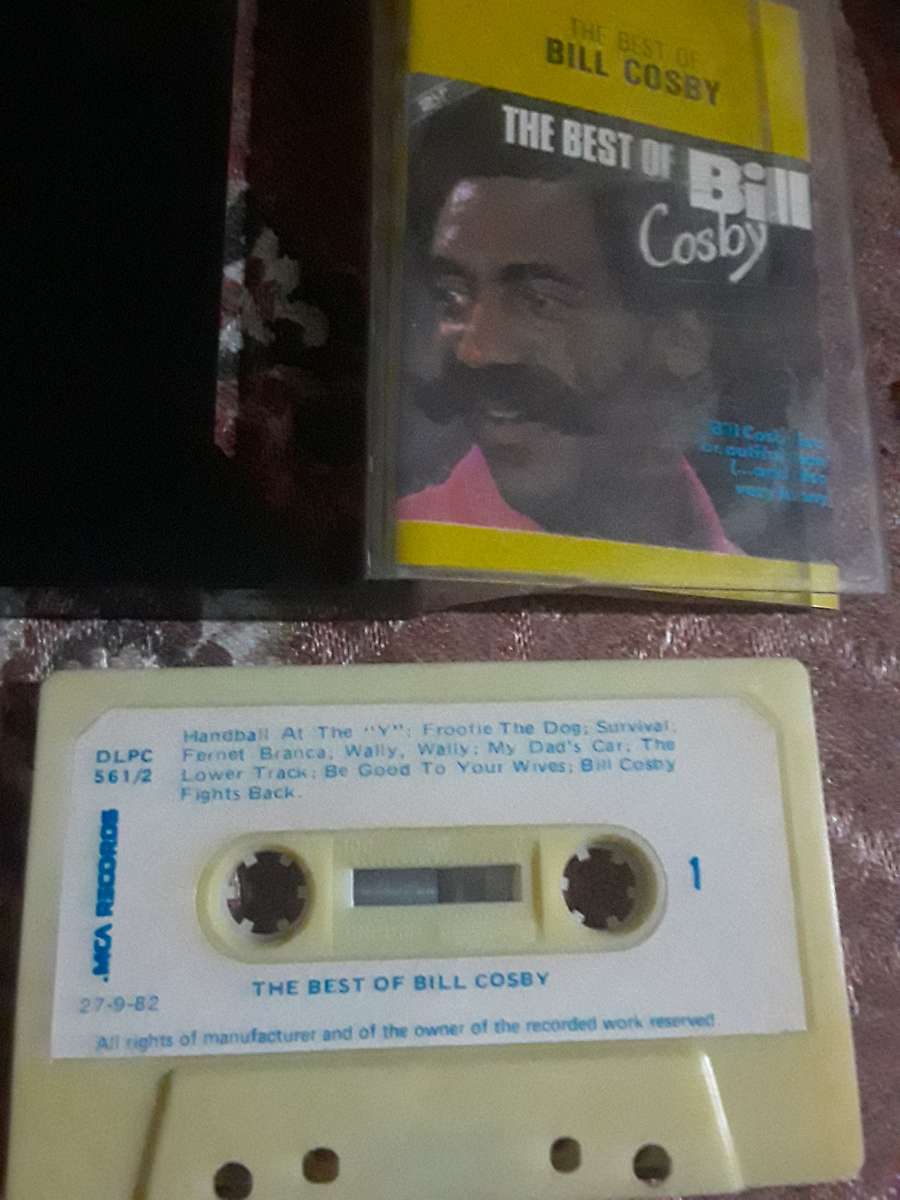 THE BEST OF
BILL COSBY
THE BEST OF Bill
Cosby
Bill Cosby
DLPC
561/2
Handball At The "Y"; Froofie The Dog; Survival;
Fernet Branca; Wally, Wally; My Dad's Car; The
Lower Track; Be Good To Your Wives; Bill Cosby
Fights Back.
.MCA RECORDS
1
THE BEST OF BILL COSBY
27-9-82
All rights of manufacturer and of the owner of the recorded work reserved